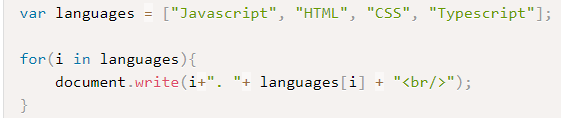 var languages = ["Javascript", "HTML", "CSS", "Typescript"];
for(i in languages){
document.write(i+". "+ languages[i] + "<br/>");
}